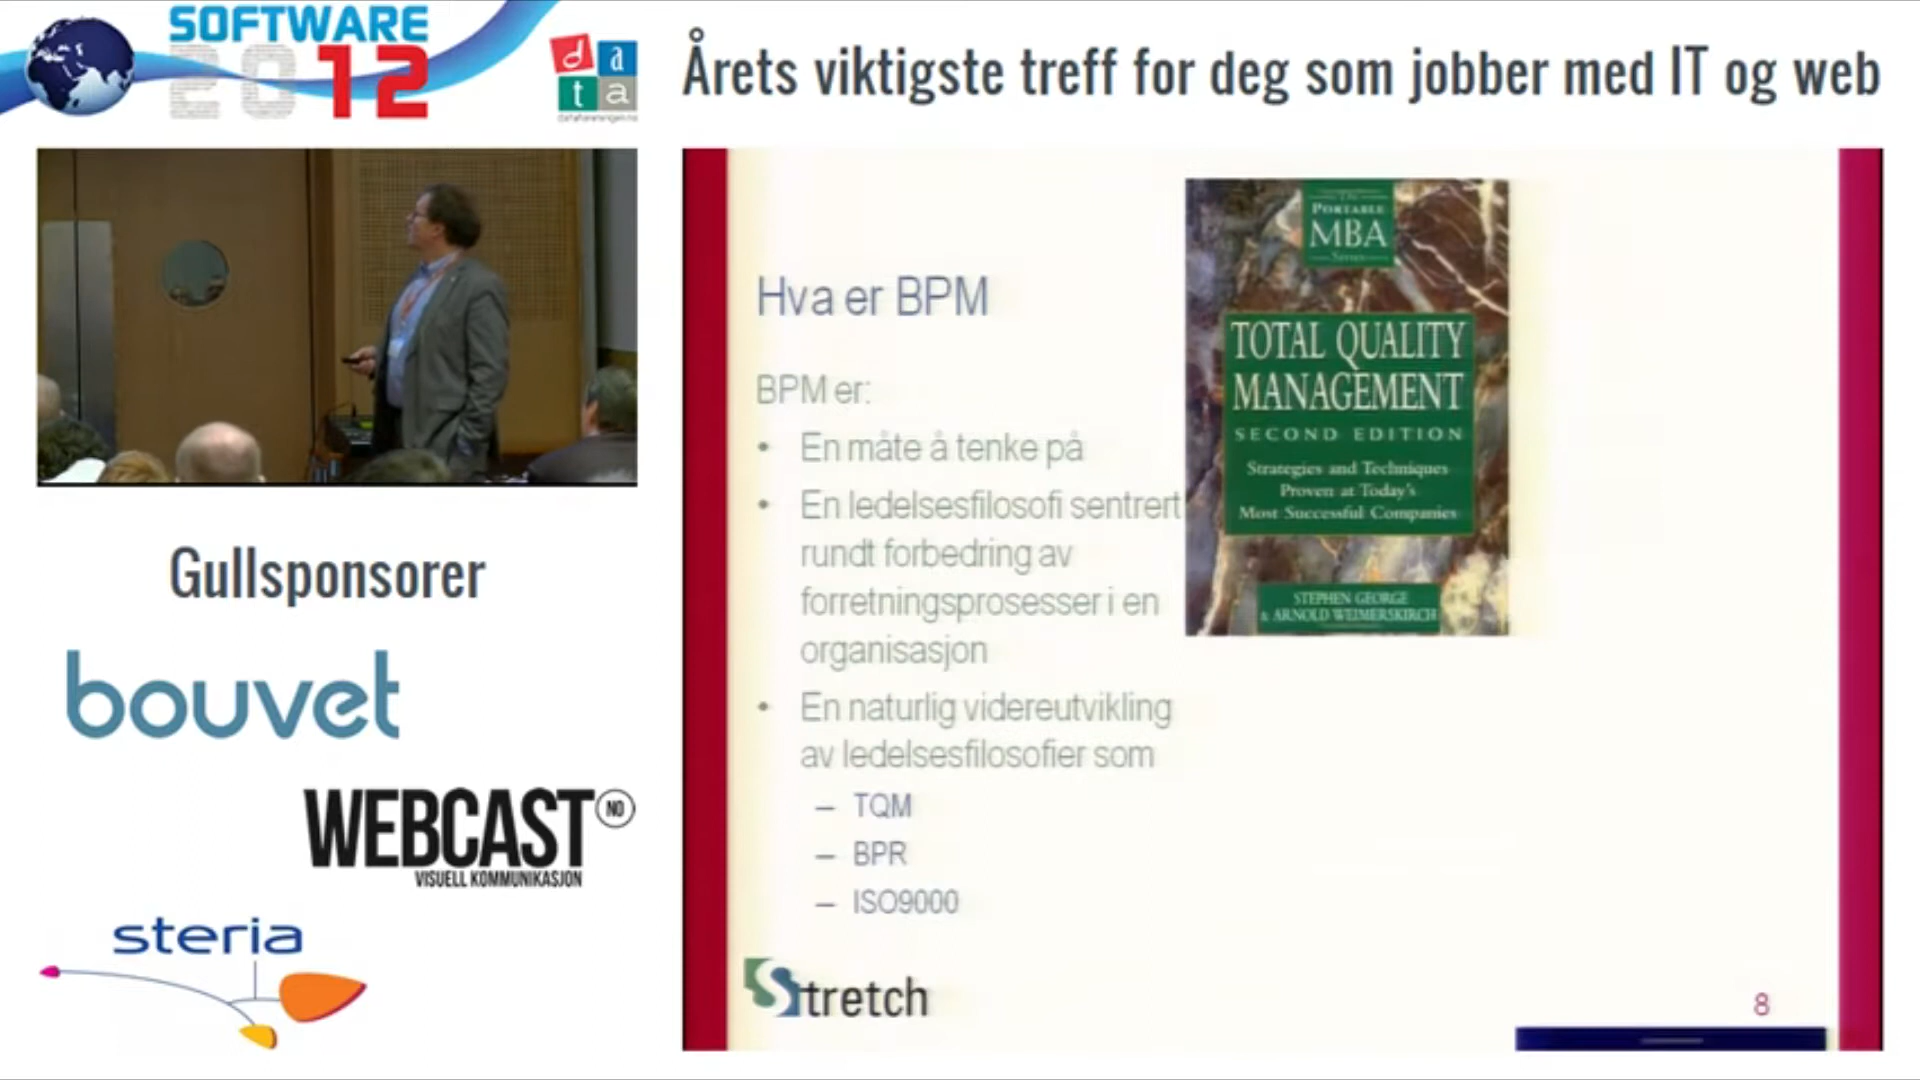 SOFTWARE
2012
d a
t a
Årets viktigste treff for deg som jobber med IT og web
Gullsponsorer
bouvet
WEBCAST NO
VISUELL KOMMUNIKASJON
steria
Hva er BPM
BPM er:
• En måte å tenke på
• En ledelsesfilosofi sentrert
rundt forbedring av
forretningsprosesser i en
organisasjon
• En naturlig videreutvikling
av ledelsesfilosofier som
– TQM
– BPR
– ISO9000
PORTABLE
MBA
TOTAL QUALITY
MANAGEMENT
SECOND EDITION
Strategies and Techniques
Proven at Today's
Most Successful Companies
STEPHEN GEORGE
& ARNOLD WEIMERSKIRCH
Stretch
8